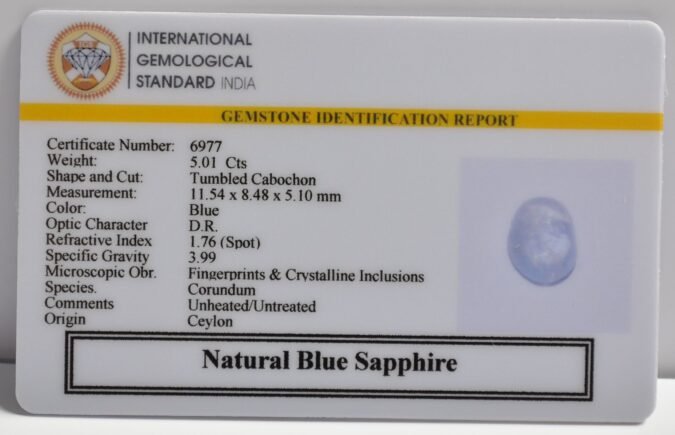 INTERNATIONAL
GEMOLOGICAL
STANDARD INDIA
GEMSTONE IDENTIFICATION REPORT
Certificate Number: 6977
Weight: 5.01 Cts
Shape and Cut: Tumbled Cabochon
Measurement: 11.54 x 8.48 x 5.10 mm
Color: Blue
Optic Character D.R.
Refractive Index 1.76 (Spot)
Specific Gravity 3.99
Microscopic Obr. Fingerprints & Crystalline Inclusions
Species. Corundum
Comments Unheated/Untreated
Origin Ceylon
Natural Blue Sapphire